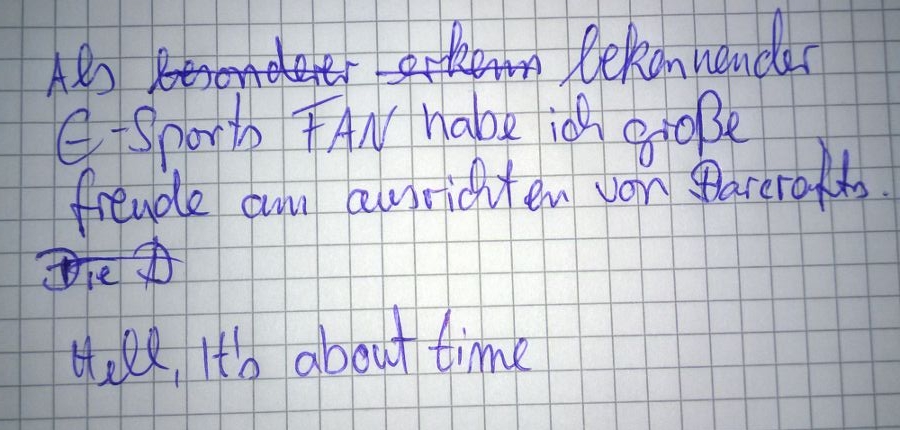 Als besonderer erkenn bekennender
E-Sports FAN habe ich große
freude am ausrichten von Barcrafts.
Die D
Hell, It's about time